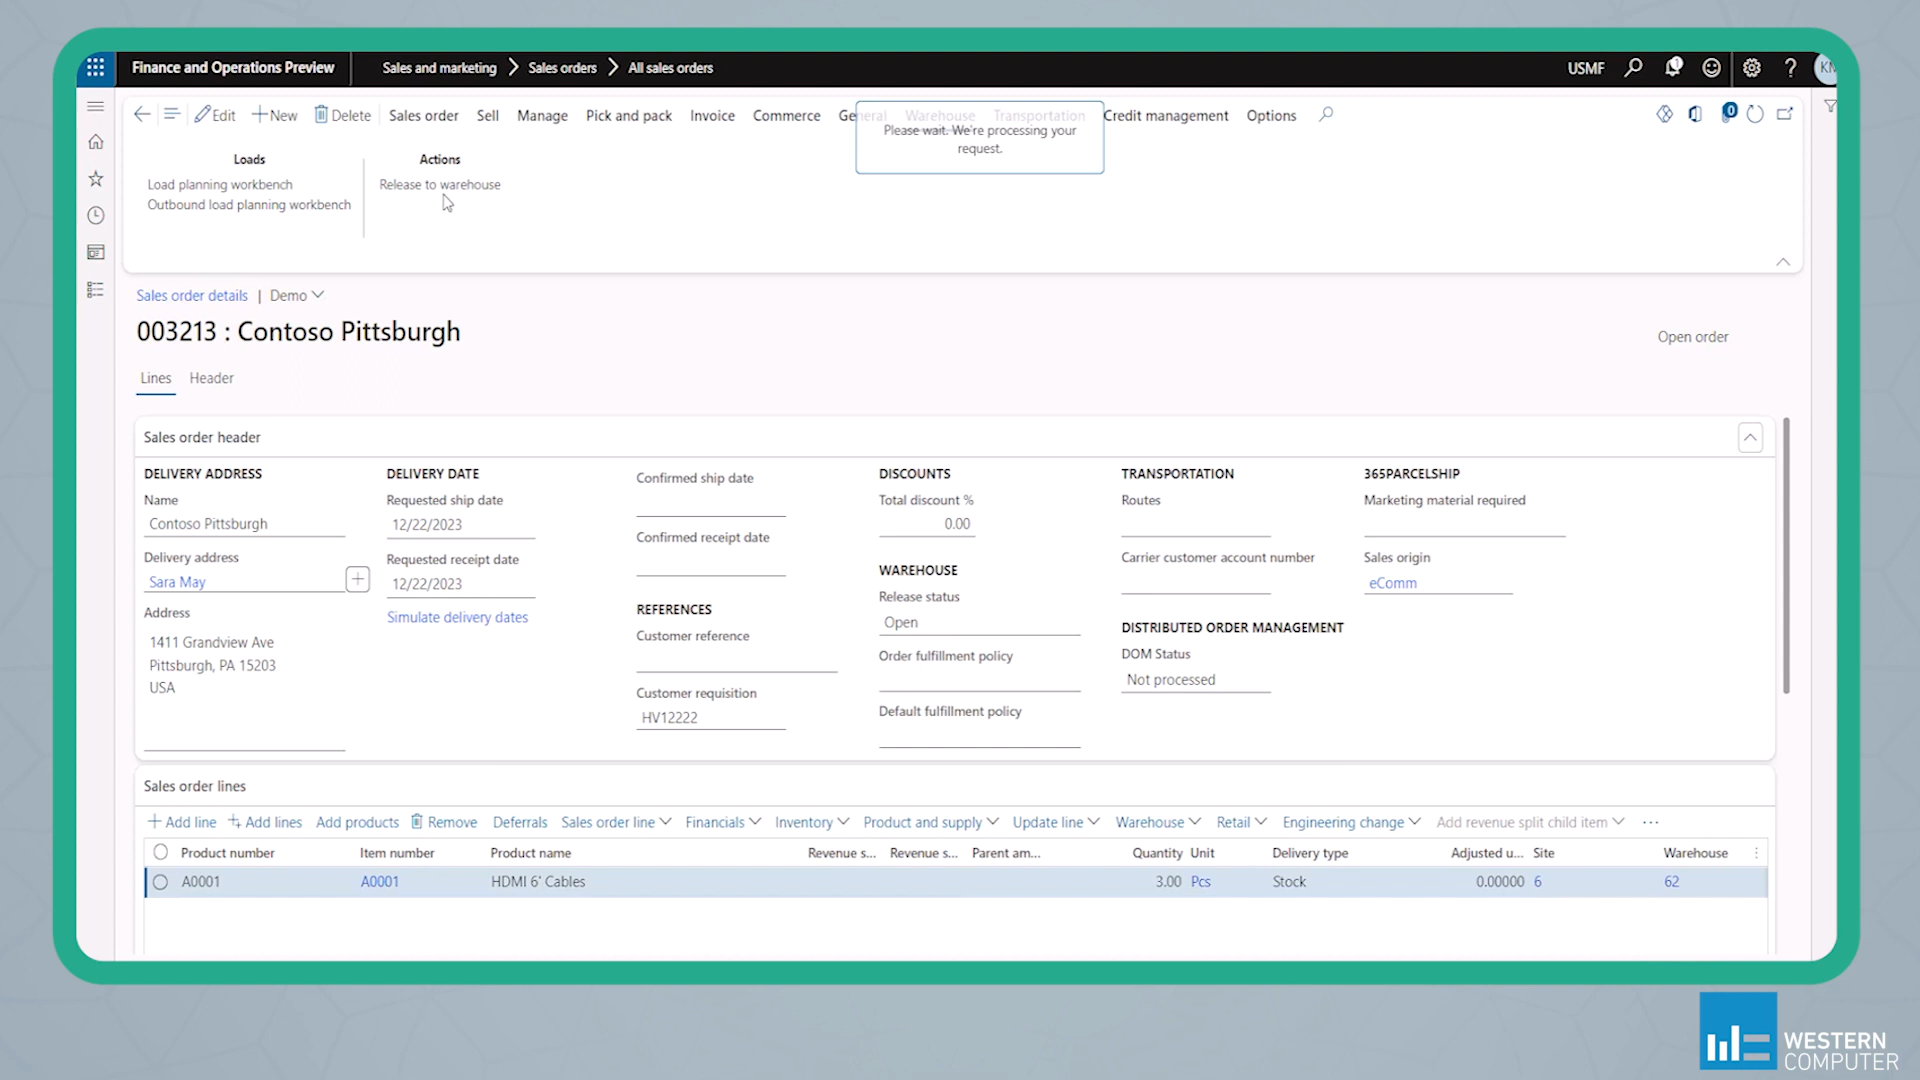 Finance and Operations Preview
Sales and marketing > Sales orders > All sales orders
USMF
1
KM
Edit
New
Delete
Sales order
Sell
Manage
Pick and pack
Invoice
Commerce
General
Warehouse
Transportation
Credit management
Options
0
Please wait. We're processing your
request.
Loads
Load planning workbench
Outbound load planning workbench
Actions
Release to warehouse
Sales order details | Demo
003213 : Contoso Pittsburgh
Open order
Lines
Header
Sales order header
DELIVERY ADDRESS
Name
Contoso Pittsburgh
Delivery address
Sara May
Address
1411 Grandview Ave
Pittsburgh, PA 15203
USA
DELIVERY DATE
Requested ship date
12/22/2023
Requested receipt date
12/22/2023
Simulate delivery dates
Confirmed ship date
Confirmed receipt date
REFERENCES
Customer reference
Customer requisition
HV12222
DISCOUNTS
Total discount %
0.00
WAREHOUSE
Release status
Open
Order fulfillment policy
Default fulfillment policy
TRANSPORTATION
Routes
Carrier customer account number
DISTRIBUTED ORDER MANAGEMENT
DOM Status
Not processed
365PARCELSHIP
Marketing material required
Sales origin
eComm
Sales order lines
Add line
Add lines
Add products
Remove
Deferrals
Sales order line
Financials
Inventory
Product and supply
Update line
Warehouse
Retail
Engineering change
Add revenue split child item
...
Product number
Item number
Product name
Revenue s...
Revenue s...
Parent am...
Quantity
Unit
Delivery type
Adjusted u...
Site
Warehouse
A0001
A0001
HDMI 6' Cables
3.00
Pcs
Stock
0.00000
6
62
WESTERN
COMPUTER